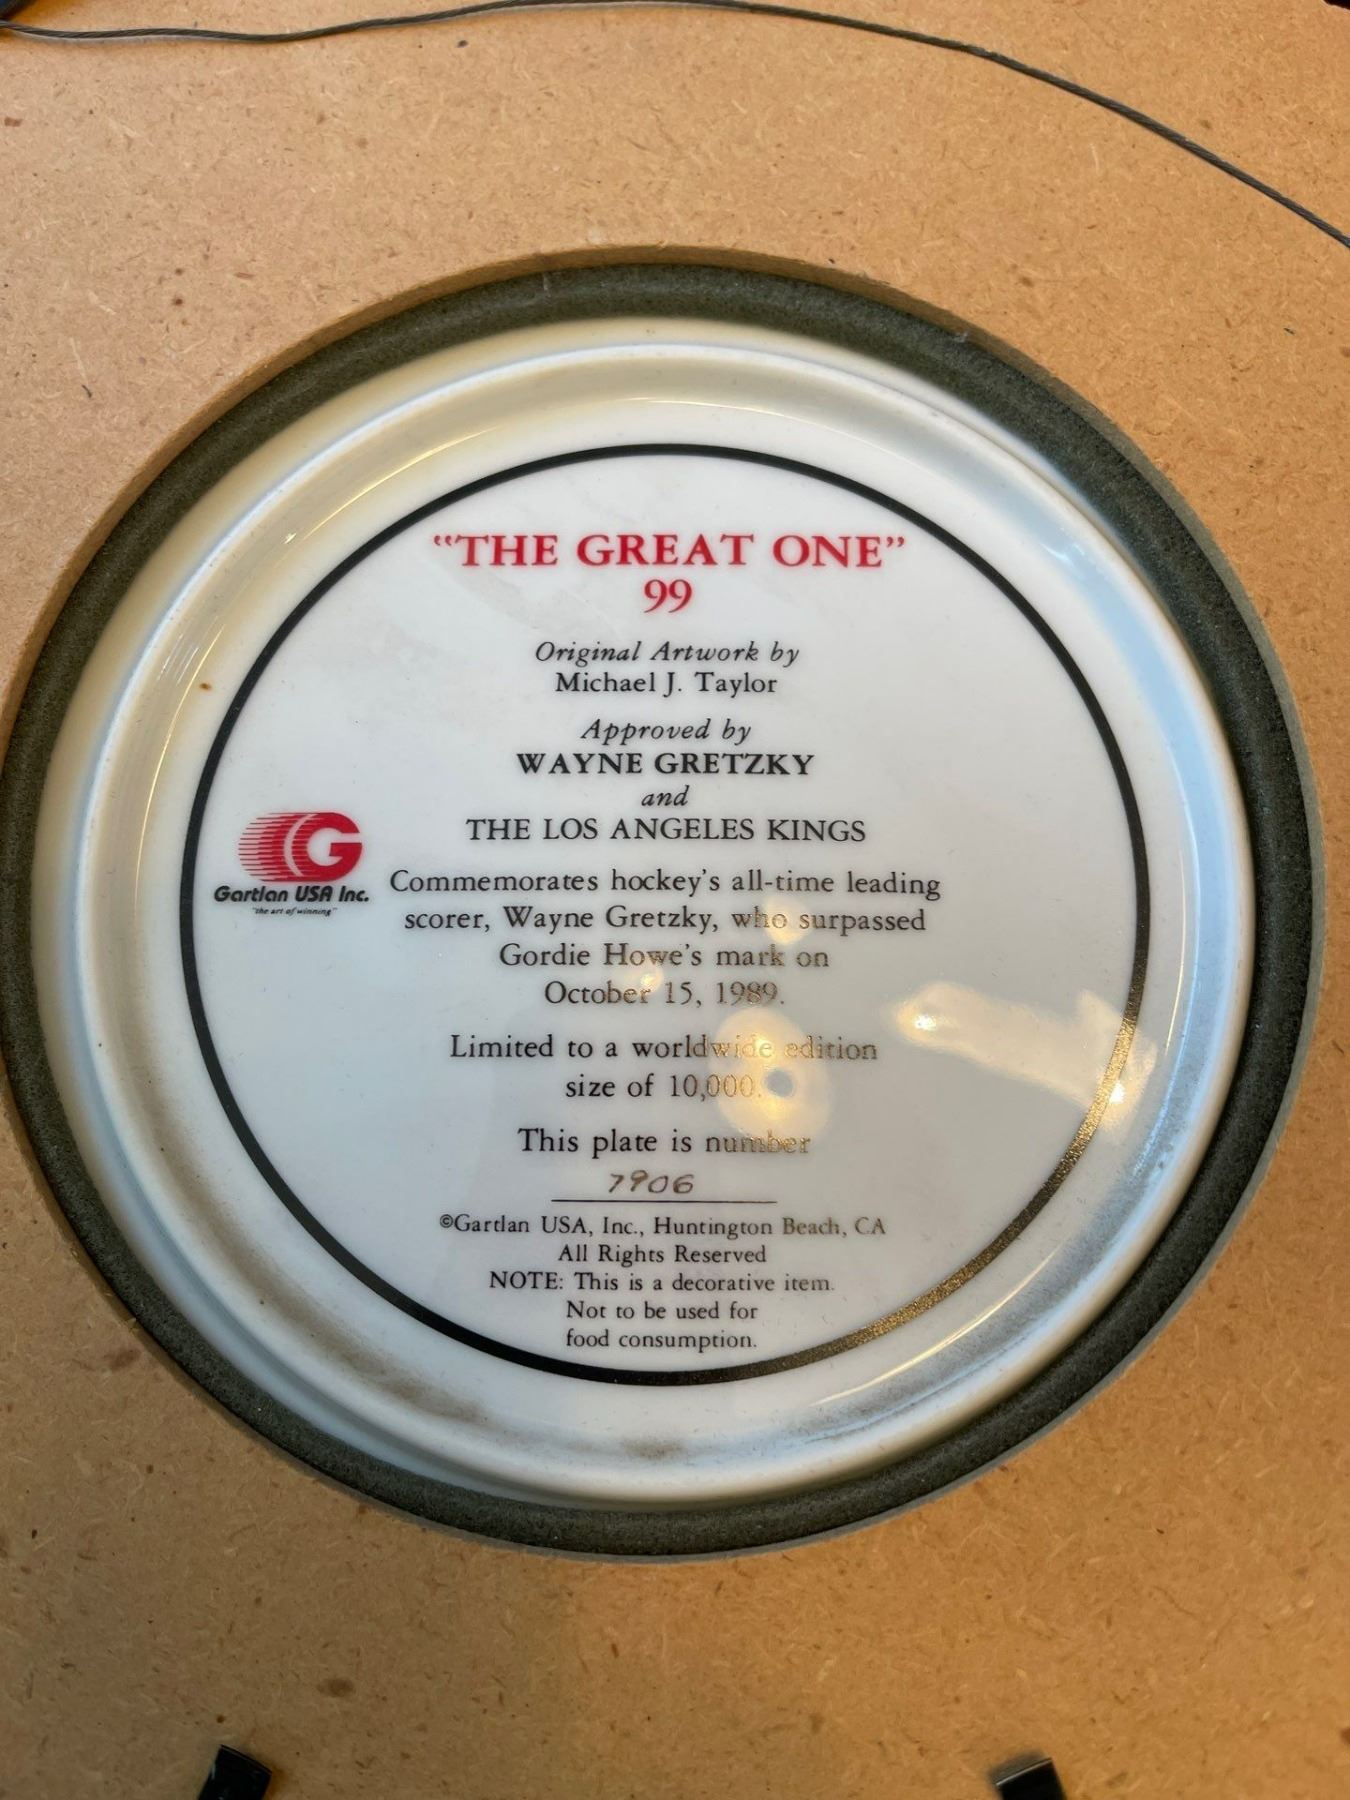 “THE GREAT ONE”
99
Original Artwork by
Michael J. Taylor
Approved by
WAYNE GRETZKY
and
THE LOS ANGELES KINGS
G
Gartlan USA Inc.
"the art of winning"
Commemorates hockey's all-time leading
scorer, Wayne Gretzky, who surpassed
Gordie Howe's mark on
October 15, 1989.
Limited to a worldwide edition
size of 10,000.
This plate is number
7906
©Gartlan USA, Inc., Huntington Beach, CA
All Rights Reserved
NOTE: This is a decorative item.
Not to be used for
food consumption.